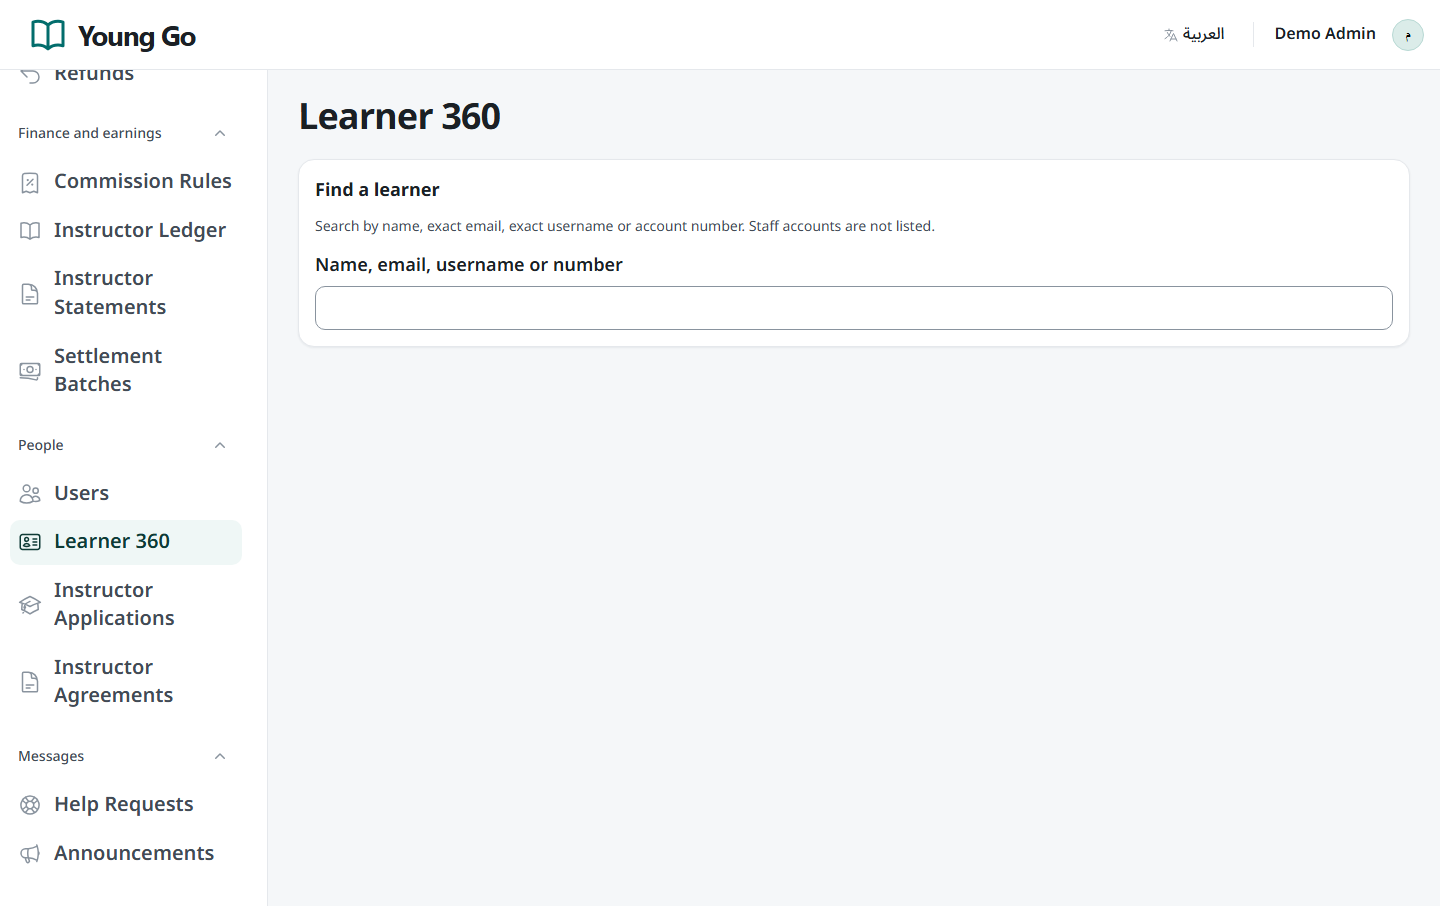 Young Go
العربية
Demo Admin
م
Refunds
Finance and earnings
Commission Rules
Instructor Ledger
Instructor
Statements
Settlement
Batches
People
Users
Learner 360
Instructor
Applications
Instructor
Agreements
Messages
Help Requests
Announcements
Learner 360
Find a learner
Search by name, exact email, exact username or account number. Staff accounts are not listed.
Name, email, username or number